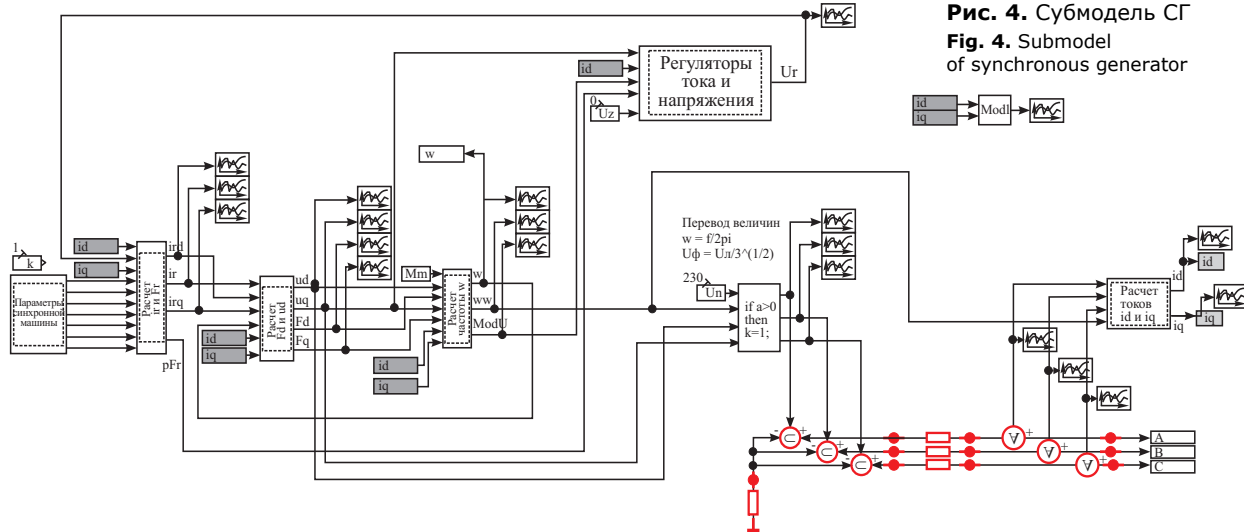 Рис. 4. Субмодель СГ
Fig. 4. Submodel
of synchronous generator
id
iq
Modl
id
0
Uz
Регуляторы
тока и
напряжения
Ur
w
1
k
Параметры
синхронной
машины
id
iq
Расчет
ir и Fr
ird
ir
irq
pFr
id
iq
Расчет
Fd и ud
ud
uq
Fd
Fq
Mm
id
iq
Расчет
частоты w
w
ww
ModU
Перевод величин
w = f/2pi
Uф = Uл/3^(1/2)
230
Un
if a>0
then
k=1;
Расчет
токов
id и iq
id
id
iq
iq
- +
- +
- +
+
+
+
A
B
C